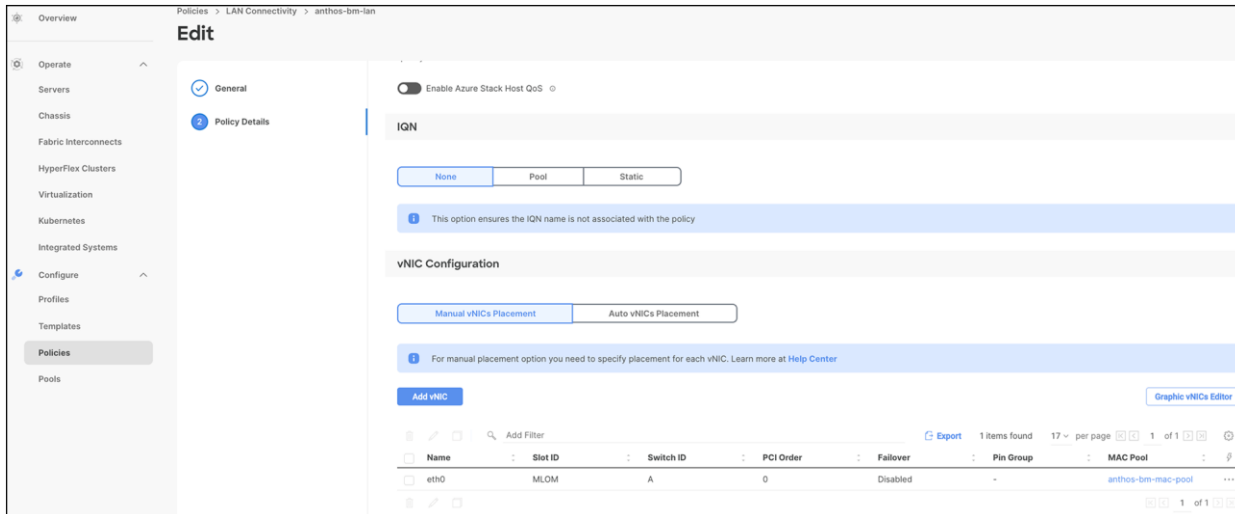 Overview
Operate
Servers
Chassis
Fabric Interconnects
HyperFlex Clusters
Virtualization
Kubernetes
Integrated Systems
Configure
Profiles
Templates
Policies
Pools
Policies > LAN Connectivity > anthos-bm-lan
Edit
General
2 Policy Details
Enable Azure Stack Host QoS
IQN
None Pool Static
This option ensures the IQN name is not associated with the policy
vNIC Configuration
Manual vNICs Placement Auto vNICs Placement
For manual placement option you need to specify placement for each vNIC. Learn more at Help Center
Add vNIC Graphic vNICs Editor
Add Filter Export 1 items found 17 per page 1 of 1
Name Slot ID Switch ID PCI Order Failover Pin Group MAC Pool
eth0 MLOM A 0 Disabled - anthos-bm-mac-pool ...
1 of 1